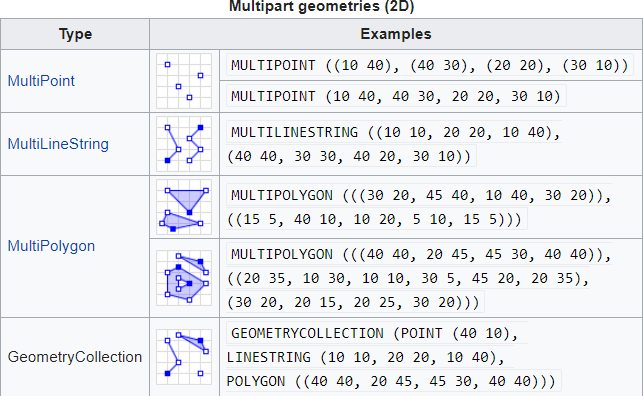 Multipart geometries (2D)
Type Examples
MultiPoint
MULTIPOINT ((10 40), (40 30), (20 20), (30 10))
MULTIPOINT (10 40, 40 30, 20 20, 30 10)
MultiLineString
MULTILINESTRING ((10 10, 20 20, 10 40),
(40 40, 30 30, 40 20, 30 10))
MultiPolygon
MULTIPOLYGON (((30 20, 45 40, 10 40, 30 20)),
((15 5, 40 10, 10 20, 5 10, 15 5)))
MULTIPOLYGON (((40 40, 20 45, 45 30, 40 40)),
((20 35, 10 30, 10 10, 30 5, 45 20, 20 35),
(30 20, 20 15, 20 25, 30 20)))
GeometryCollection
GEOMETRYCOLLECTION (POINT (40 10),
LINESTRING (10 10, 20 20, 10 40),
POLYGON ((40 40, 20 45, 45 30, 40 40)))